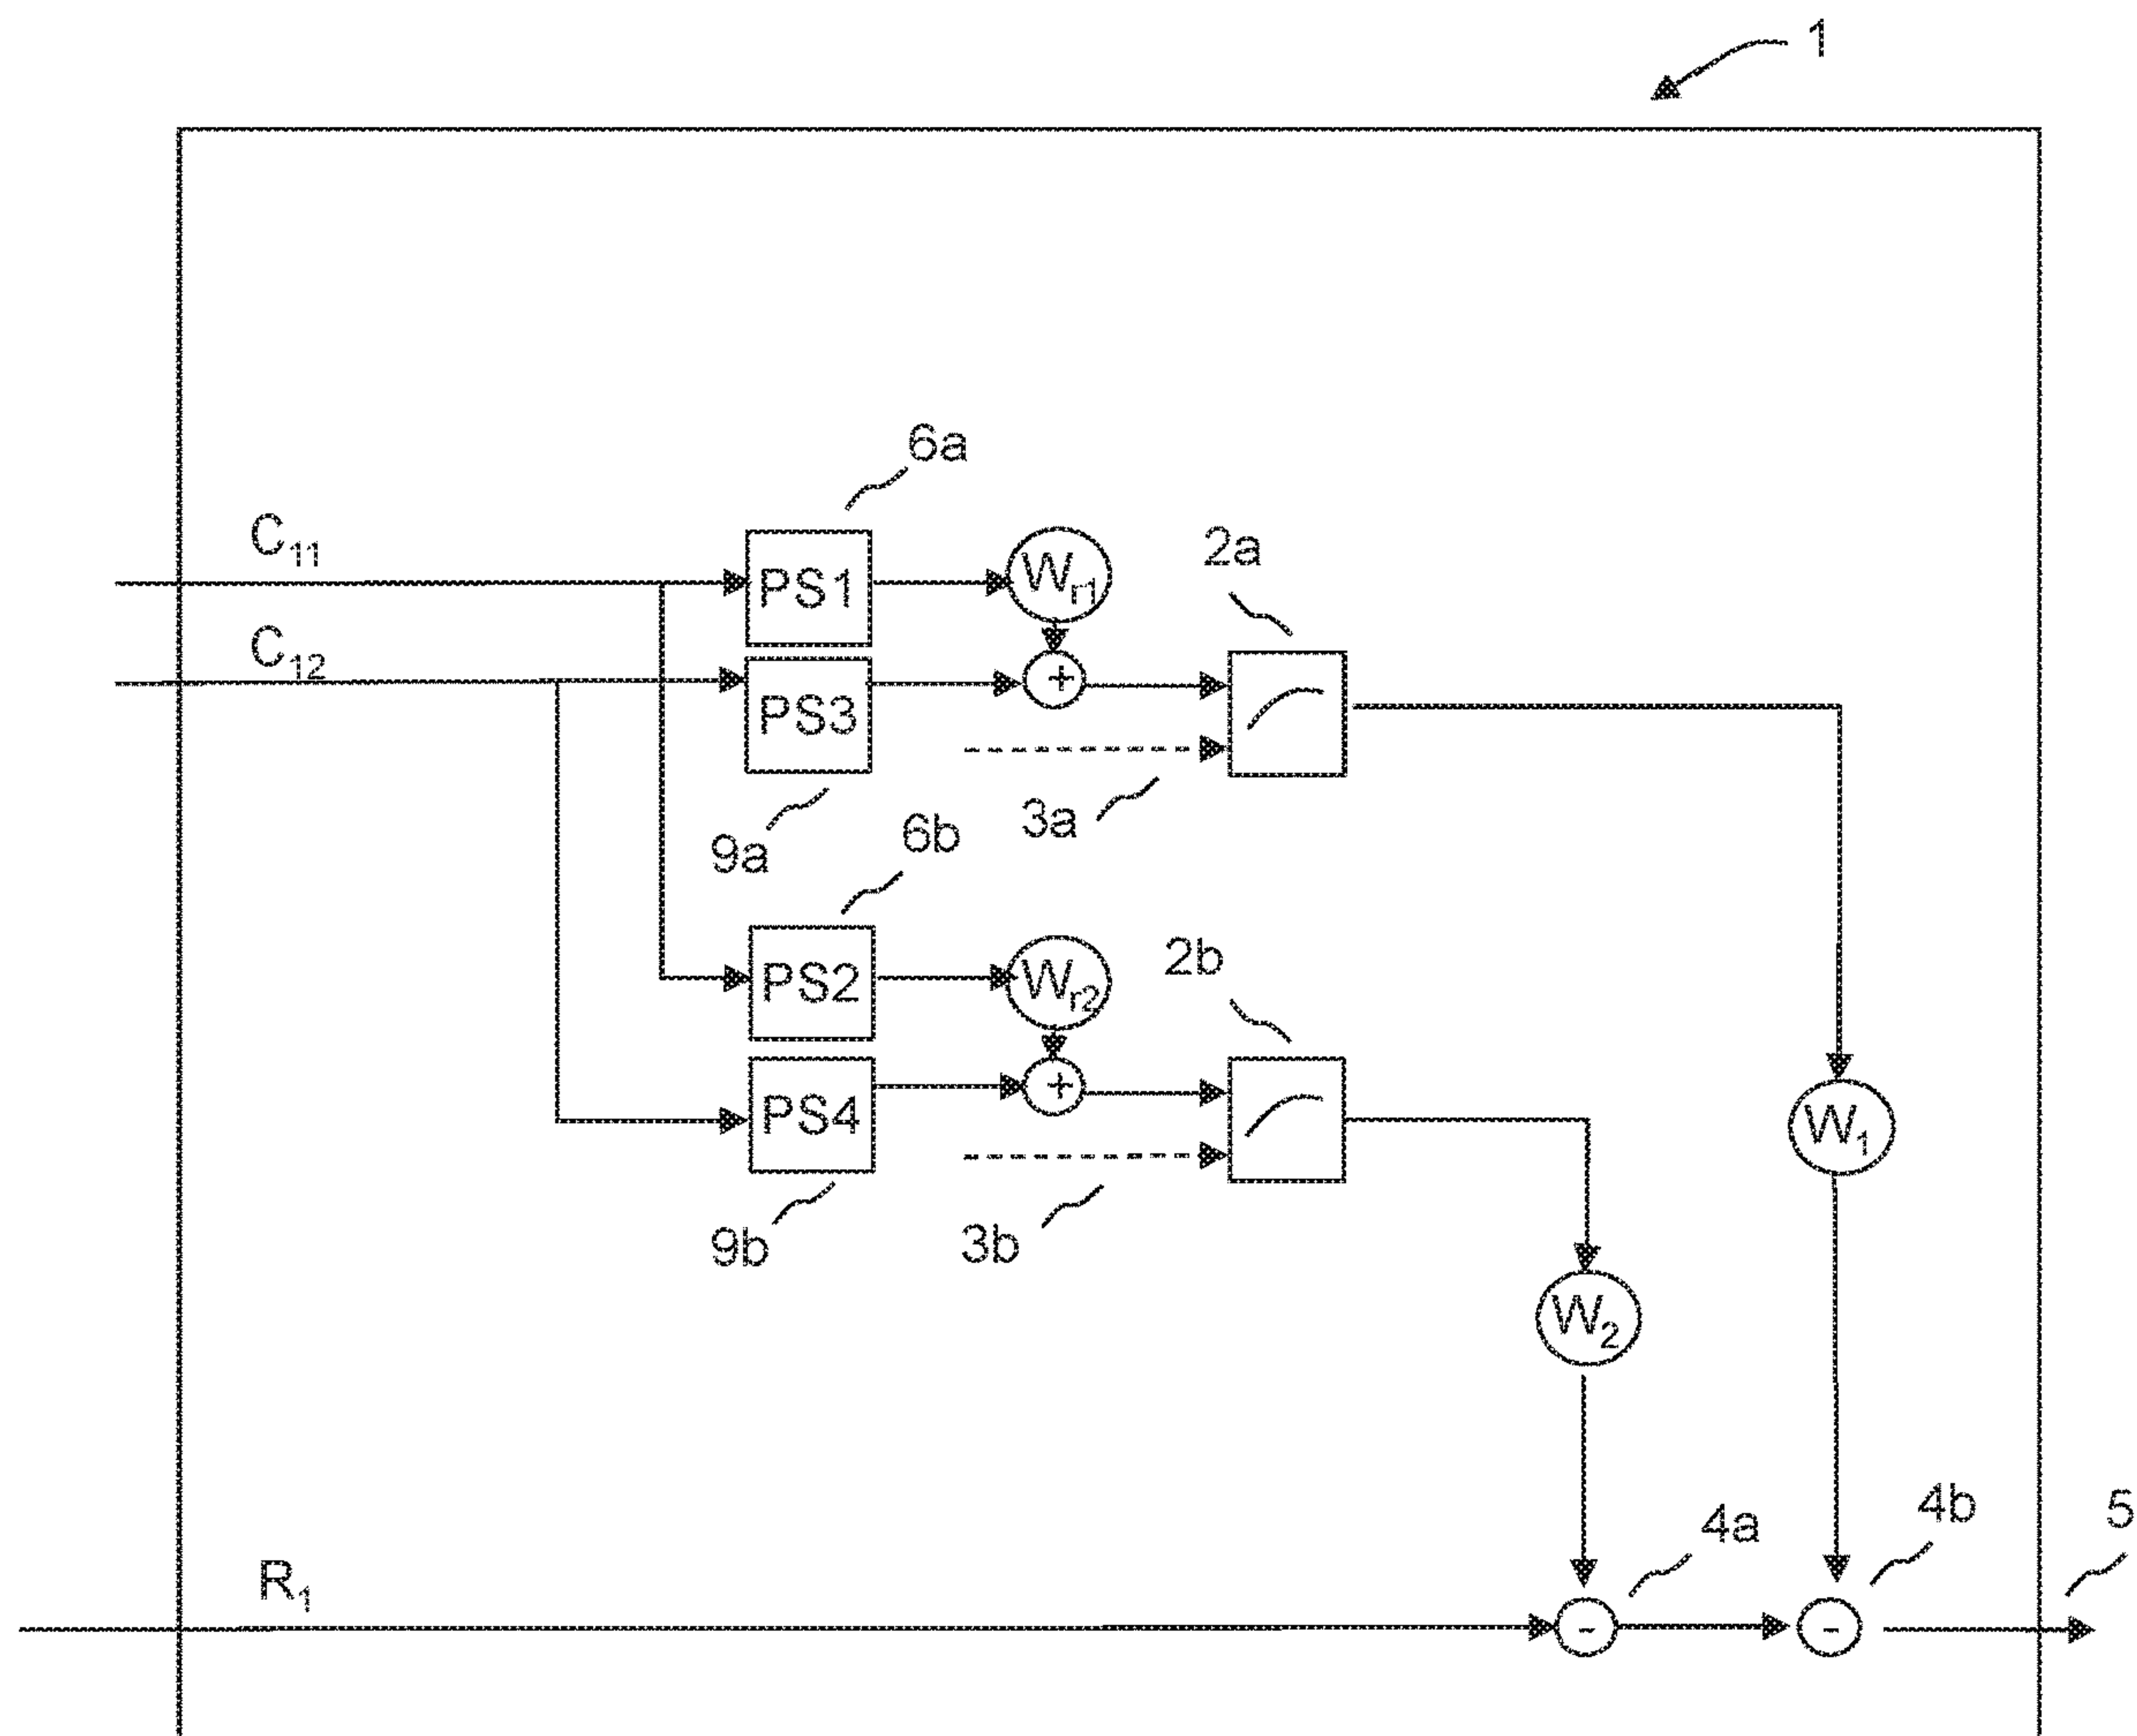 1
6a
C11
PS1
Wr1
2a
C12
PS3
+
3a
9a
6b
PS2
Wr2
2b
PS4
+
W1
9b
3b
W2
4a
4b
5
R1
-
-